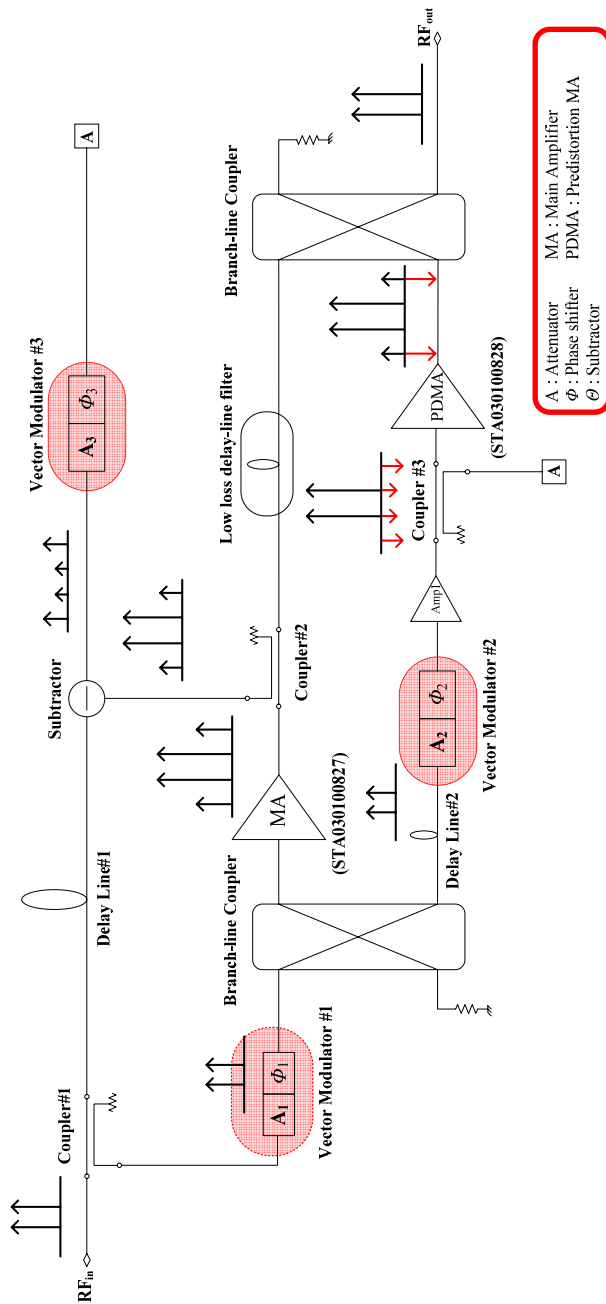 RFin
Coupler#1
Delay Line#1
Subtractor
−
Vector Modulator #3
A3 Φ3
A
A1 Φ1
Vector Modulator #1
Branch-line Coupler
MA
(STA030100827)
Coupler#2
Low loss delay-line filter
Branch-line Coupler
Delay Line#2
A2 Φ2
Vector Modulator #2
Amp1
Coupler #3
A
PDMA
(STA030100828)
RFout
A : Attenuator MA : Main Amplifier
Φ : Phase shifter PDMA : Predistortion MA
Θ : Subtractor